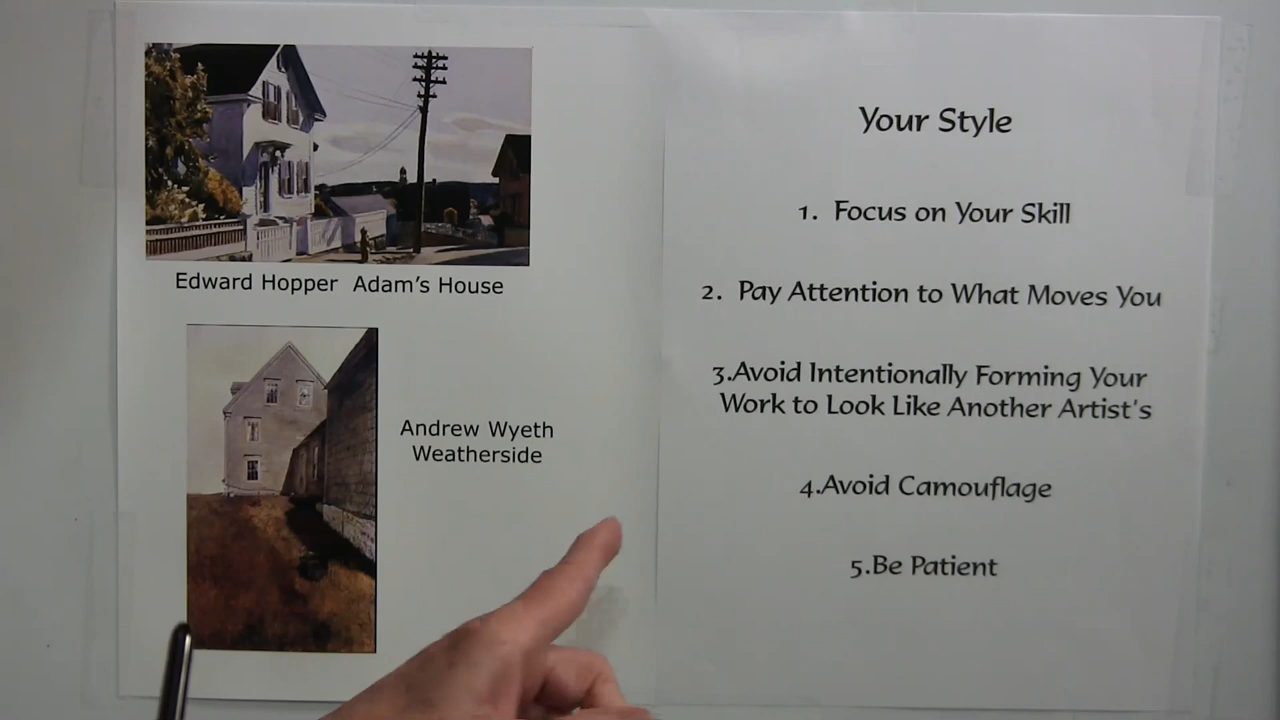 Edward Hopper Adam's House
Andrew Wyeth
Weatherside
Your Style
1. Focus on Your Skill
2. Pay Attention to What Moves You
3.Avoid Intentionally Forming Your
Work to Look Like Another Artist's
4.Avoid Camouflage
5.Be Patient